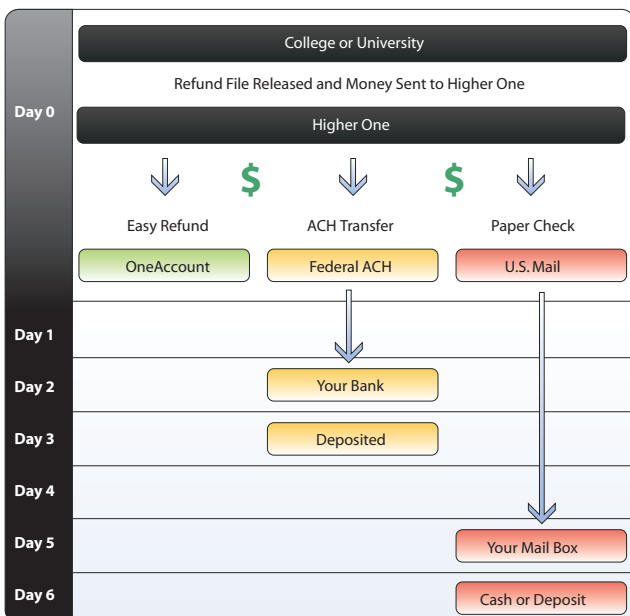 College or University
Refund File Released and Money Sent to Higher One
Day 0
Higher One
$ $
Easy Refund ACH Transfer Paper Check
OneAccount Federal ACH U.S. Mail
Day 1
Day 2 Your Bank
Day 3 Deposited
Day 4
Day 5 Your Mail Box
Day 6 Cash or Deposit